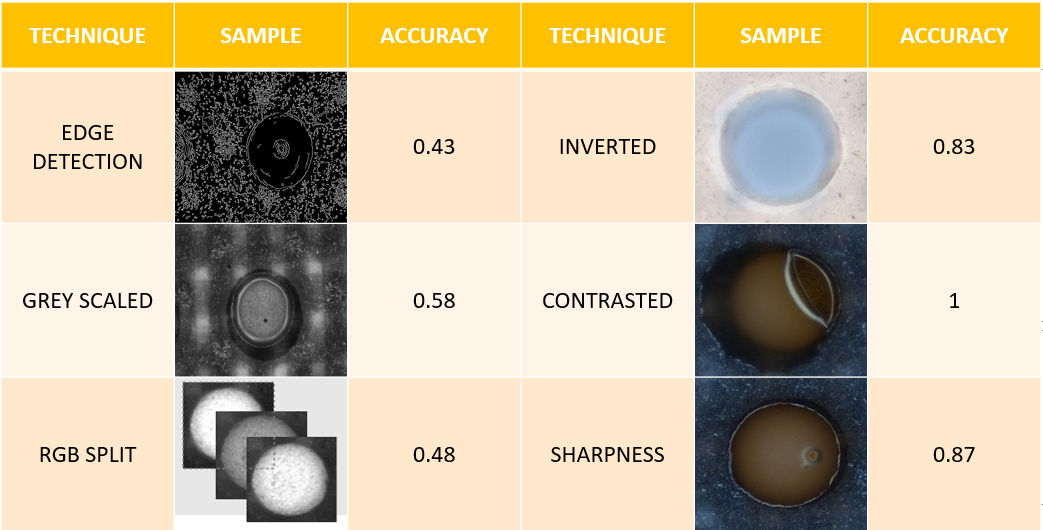 TECHNIQUE SAMPLE ACCURACY TECHNIQUE SAMPLE ACCURACY
EDGE
DETECTION 0.43 INVERTED 0.83
GREY SCALED 0.58 CONTRASTED 1
RGB SPLIT 0.48 SHARPNESS 0.87